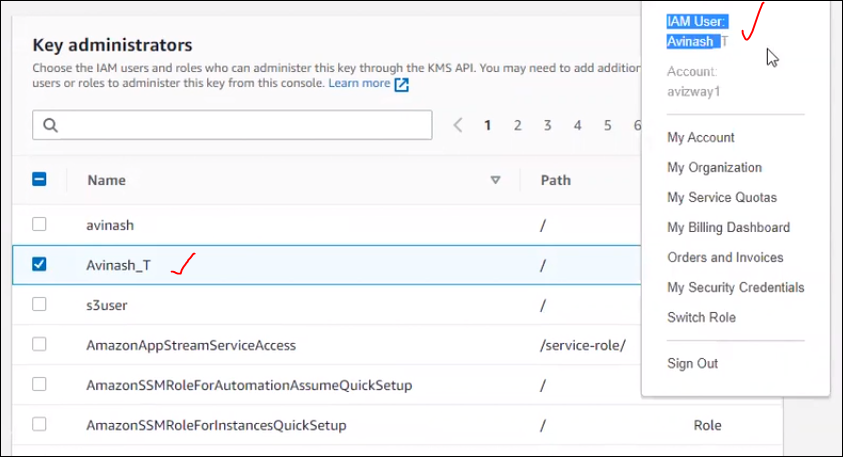 Key administrators
Choose the IAM users and roles who can administer this key through the KMS API. You may need to add addition
users or roles to administer this key from this console. Learn more
1 2 3 4 5 6
Name Path
avinash /
Avinash_T /
s3user /
AmazonAppStreamServiceAccess /service-role/
AmazonSSMRoleForAutomationAssumeQuickSetup /
AmazonSSMRoleForInstancesQuickSetup / Role
IAM User:
Avinash_T
Account:
avizway1
My Account
My Organization
My Service Quotas
My Billing Dashboard
Orders and Invoices
My Security Credentials
Switch Role
Sign Out